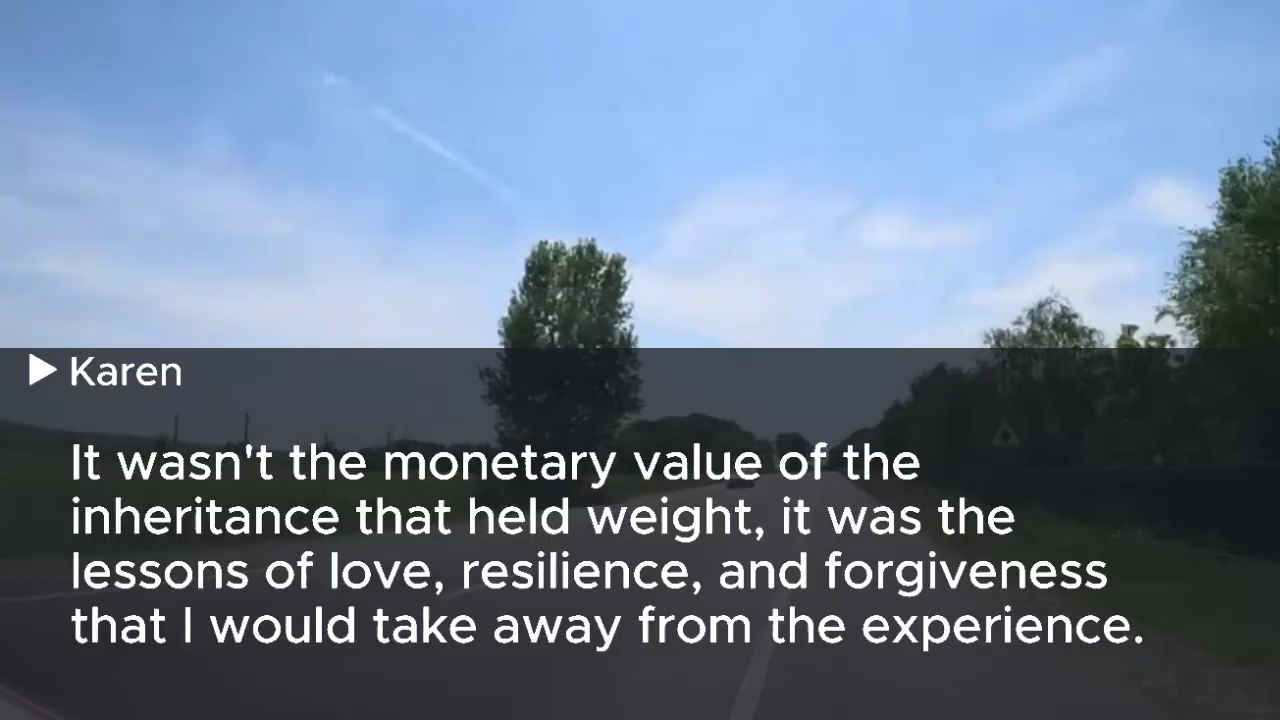 Karen
It wasn't the monetary value of the
inheritance that held weight, it was the
lessons of love, resilience, and forgiveness
that I would take away from the experience.